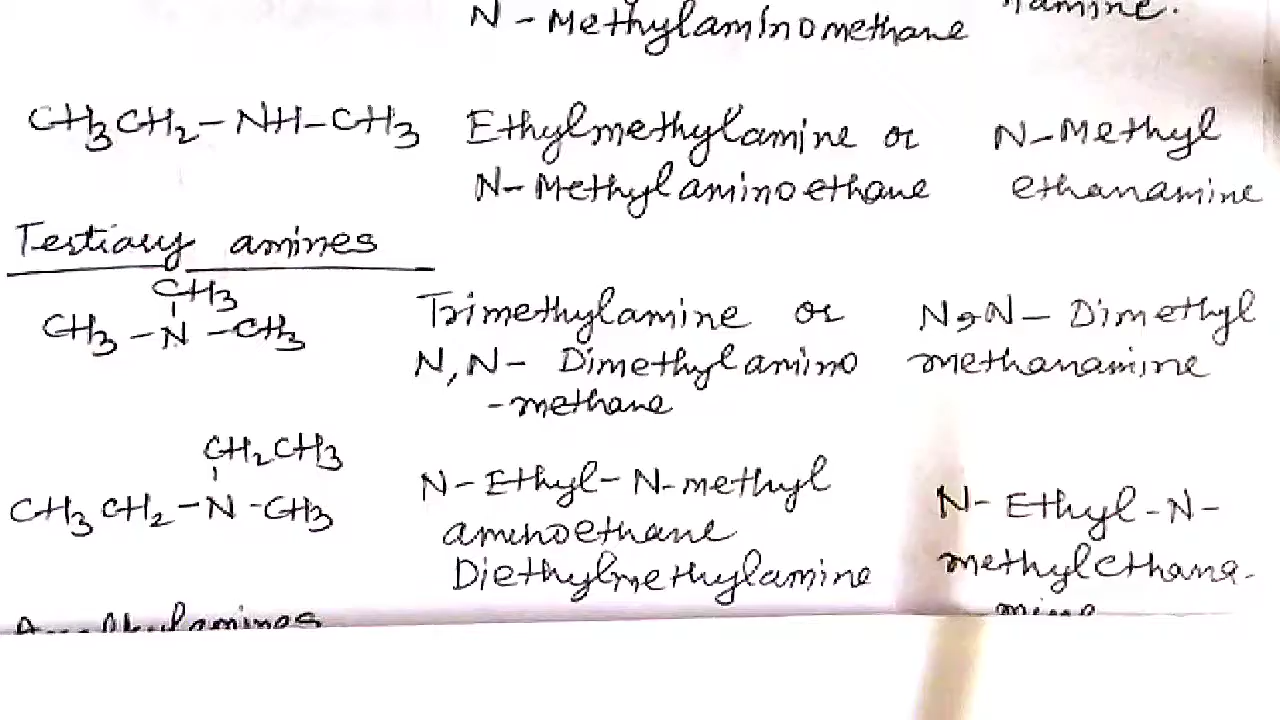 N-Methylaminomethane
CH3CH2-NH-CH3 Ethylmethylamine or N-Methyl
N-Methylaminoethane ethanamine
Tertiary amines
CH3
CH3-N-CH3 Trimethylamine or N,N-Dimethyl
N,N-Dimethylamino methanamine
-methane
CH2CH3
CH3CH2-N-CH3 N-Ethyl-N-methyl N-Ethyl-N-
aminoethane methylethana-
Diethylmethylamine